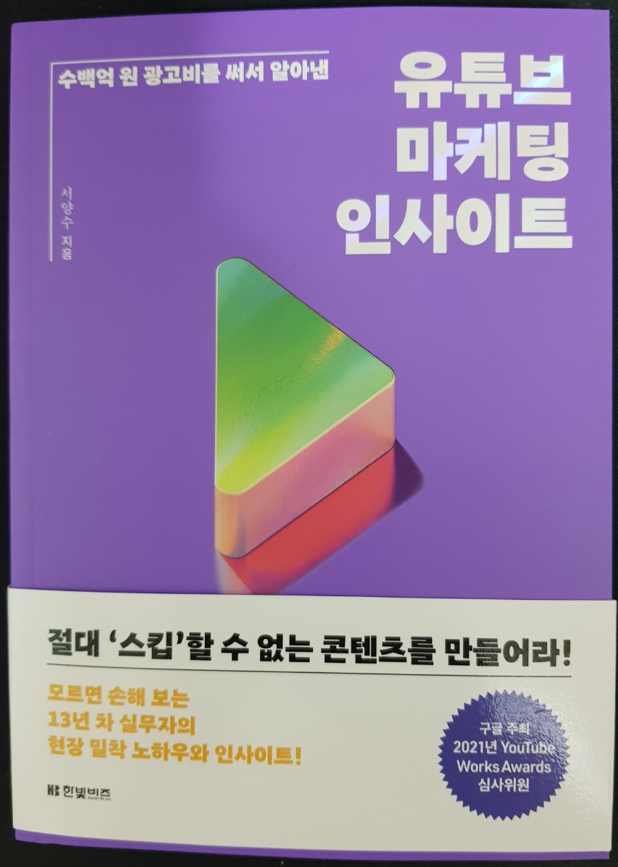 수백억 원 광고비를 써서 알아낸
유튜브
마케팅
인사이트
서양수 지음
절대 ‘스킵’할 수 없는 콘텐츠를 만들어라!
모르면 손해 보는
13년 차 실무자의
현장 밀착 노하우와 인사이트!
구글 주최
2021년 YouTube
Works Awards
심사위원
HB 한빛비즈